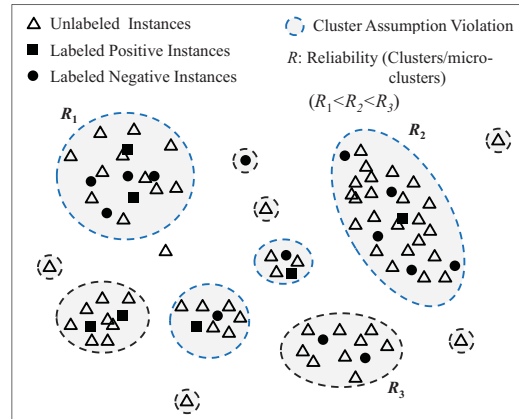 Unlabeled Instances
Labeled Positive Instances
Labeled Negative Instances
Cluster Assumption Violation
R: Reliability (Clusters/micro-
clusters)
(R₁<R₂<R₃)
R₁
R₂
R₃